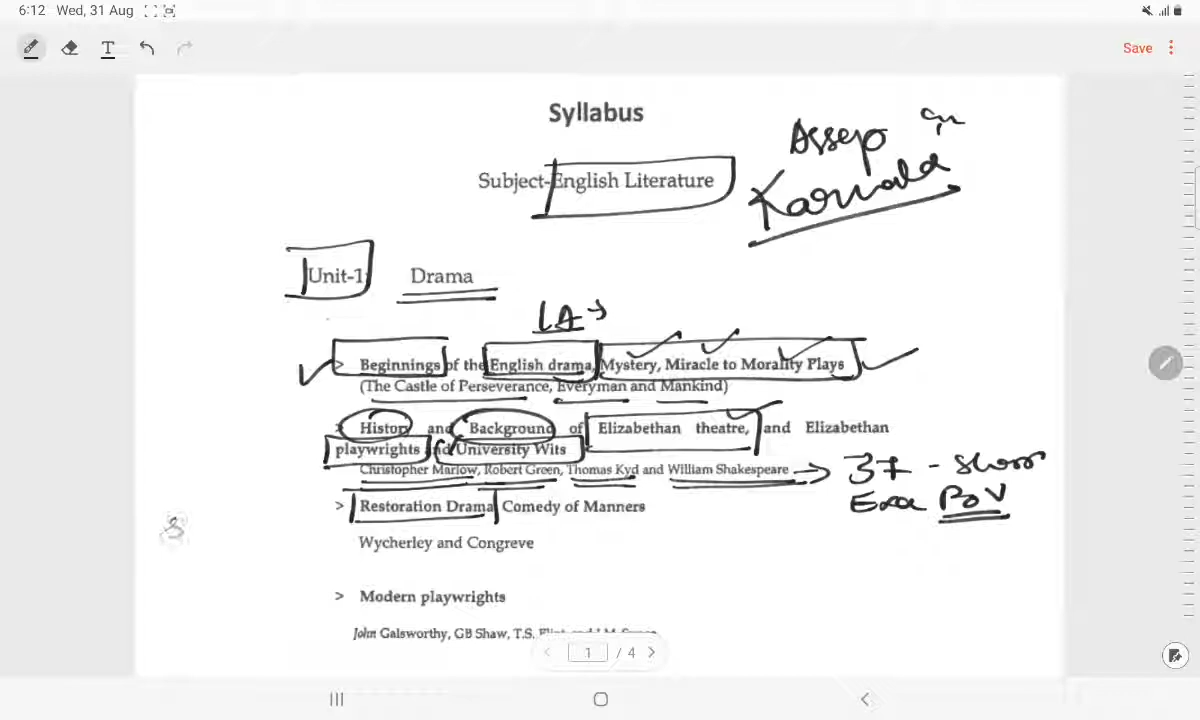 6:12 Wed, 31 Aug
T
Save
Syllabus
Subject-English Literature
Unit-1
Drama
> Beginnings of the English drama, Mystery, Miracle to Morality Plays
(The Castle of Perseverance, Everyman and Mankind)
> History and Background of Elizabethan theatre, and Elizabethan
playwrights and University Wits
Christopher Marlow, Robert Green, Thomas Kyd and William Shakespeare
37 -
PoV
> Restoration Drama Comedy of Manners
Wycherley and Congreve
> Modern playwrights
John Galsworthy, GB Shaw, T.S.
1 / 4